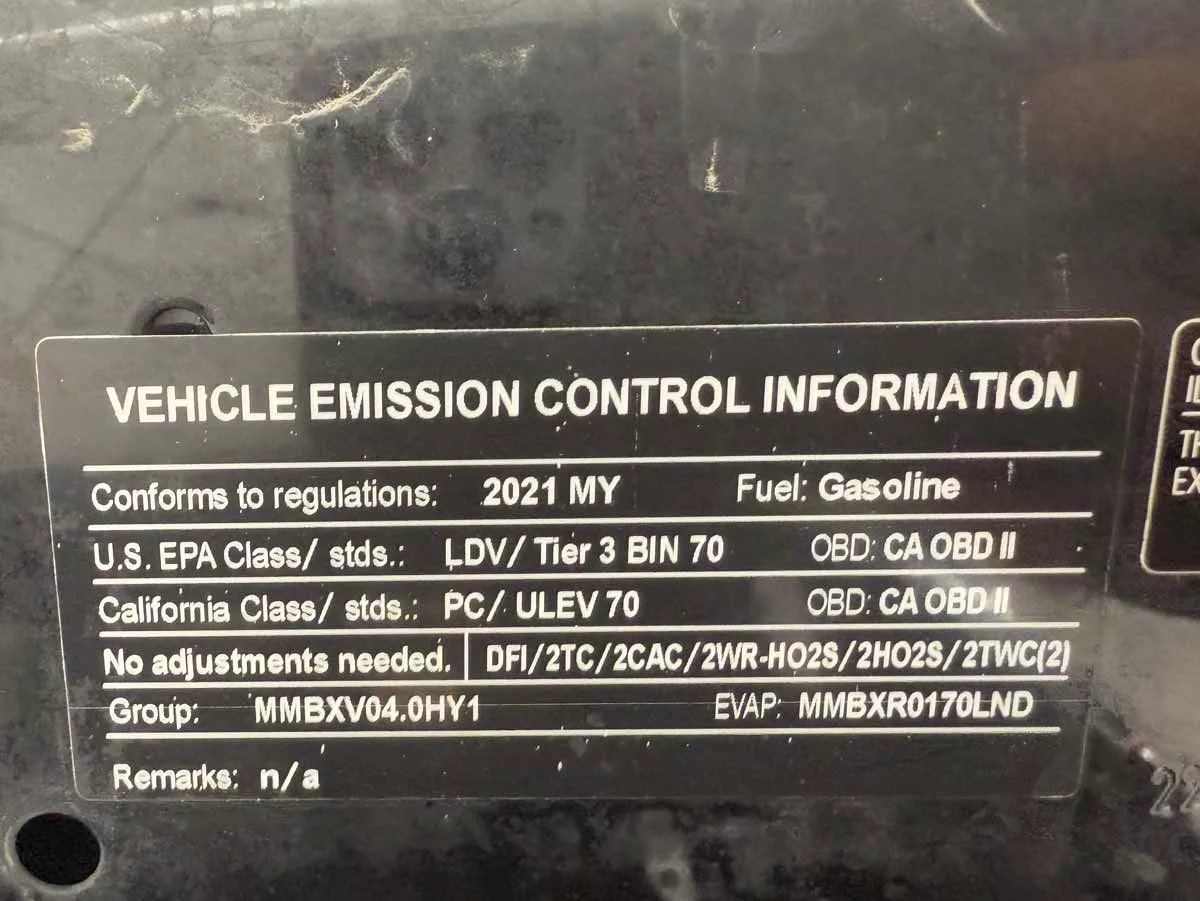 VEHICLE EMISSION CONTROL INFORMATION
Conforms to regulations: 2021 MY Fuel: Gasoline
U.S. EPA Class/ stds.: LDV/ Tier 3 BIN 70 OBD: CA OBD II
California Class/ stds.: PC/ ULEV 70 OBD: CA OBD II
No adjustments needed. DFI/2TC/2CAC/2WR-HO2S/2HO2S/2TWC(2)
Group: MMBXV04.0HY1 EVAP: MMBXR0170LND
Remarks: n/a